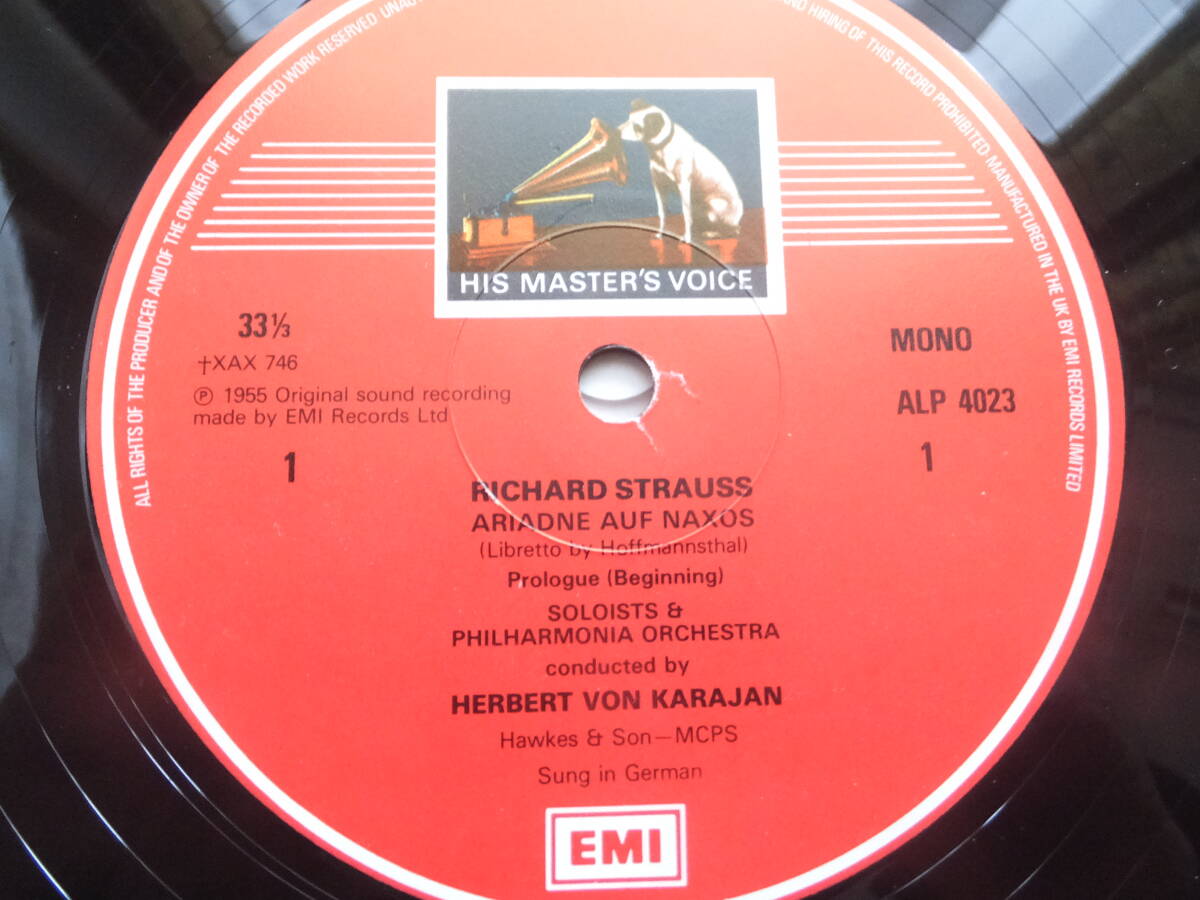 ALL RIGHTS OF THE PRODUCER AND OF THE OWNER OF THE RECORDED WORK RESERVED
AND HIRING OF THIS RECORD PROHIBITED·MANUFACTURED IN THE UK BY EMI RECORDS LIMITED
HIS MASTER'S VOICE
33⅓
†XAX 746
℗ 1955 Original sound recording
made by EMI Records Ltd
1
MONO
ALP 4023
1
RICHARD STRAUSS
ARIADNE AUF NAXOS
(Libretto by Hoffmannsthal)
Prologue (Beginning)
SOLOISTS &
PHILHARMONIA ORCHESTRA
conducted by
HERBERT VON KARAJAN
Hawkes & Son—MCPS
Sung in German
EMI